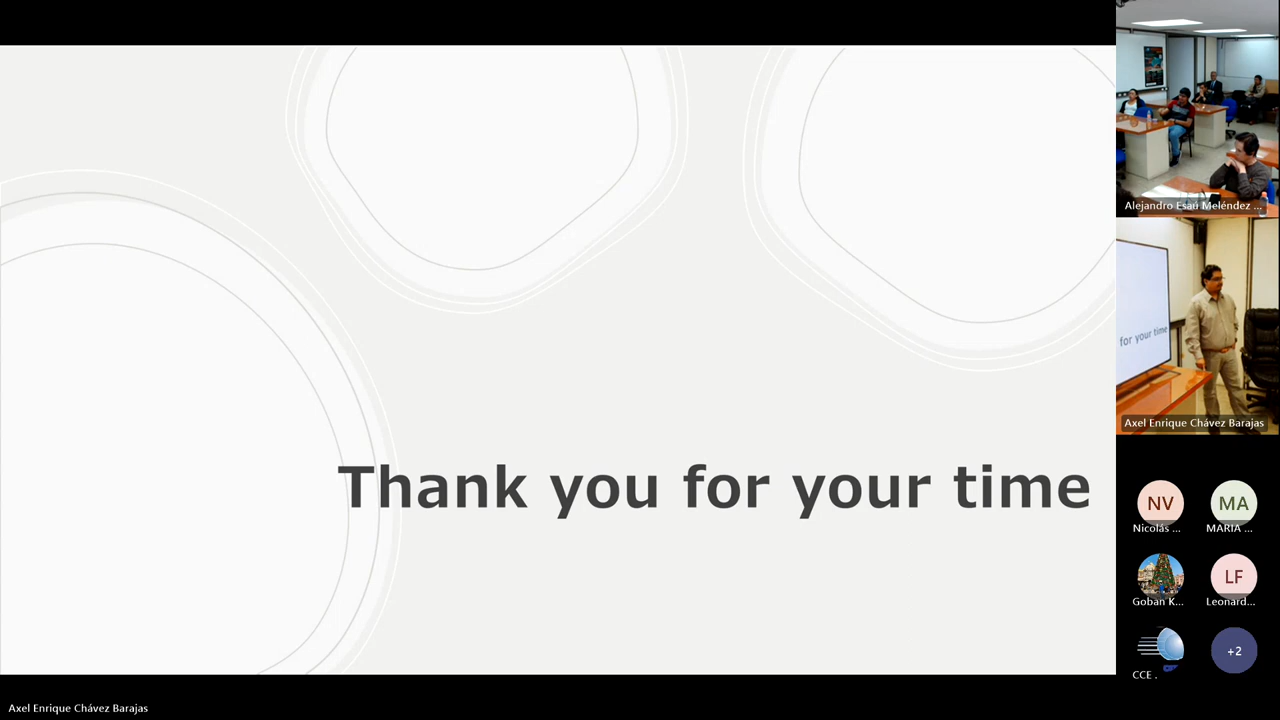 Thank you for your time
Alejandro Esaú Meléndez ...
for your time
Axel Enrique Chávez Barajas
NV
Nicolás ...
MA
MARIA ...
Goban K...
LF
Leonard...
CCE .
+2
Axel Enrique Chávez Barajas